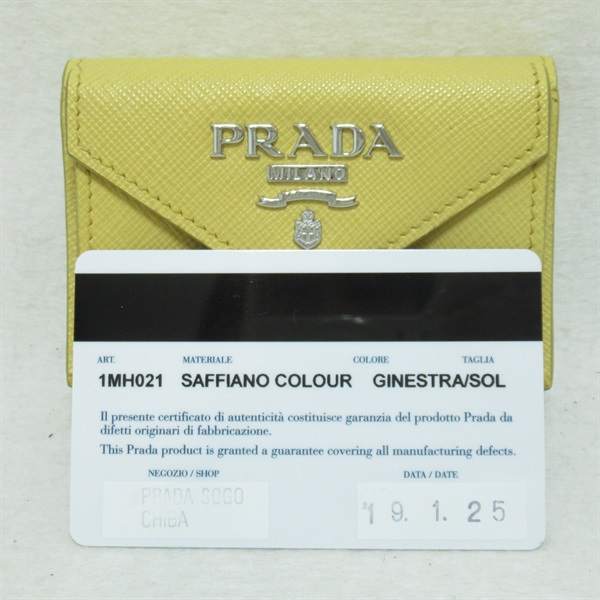 PRADA
MILANO
ART. MATERIALE COLORE TAGLIA
1MH021 SAFFIANO COLOUR GINESTRA/SOL
Il presente certificato di autenticità costituisce garanzia del prodotto Prada da
difetti originari di fabbricazione.
This Prada product is granted a guarantee covering all manufacturing defects.
NEGOZIO / SHOP DATA / DATE
PRADA SOGO
CHIBA
'19. 1. 25